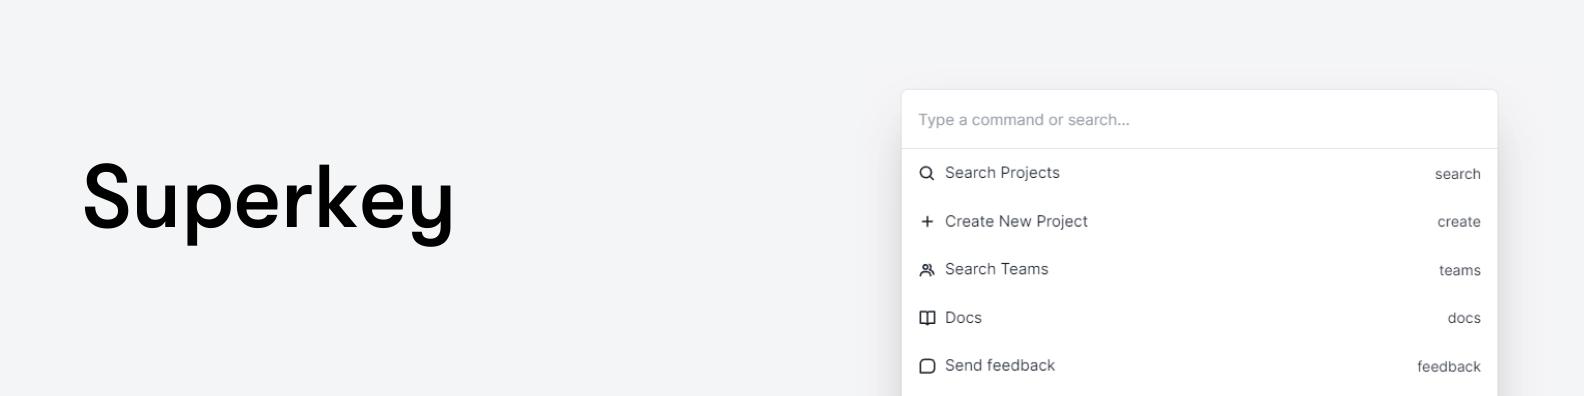 Superkey
Type a command or search...
Search Projects search
Create New Project create
Search Teams teams
Docs docs
Send feedback feedback